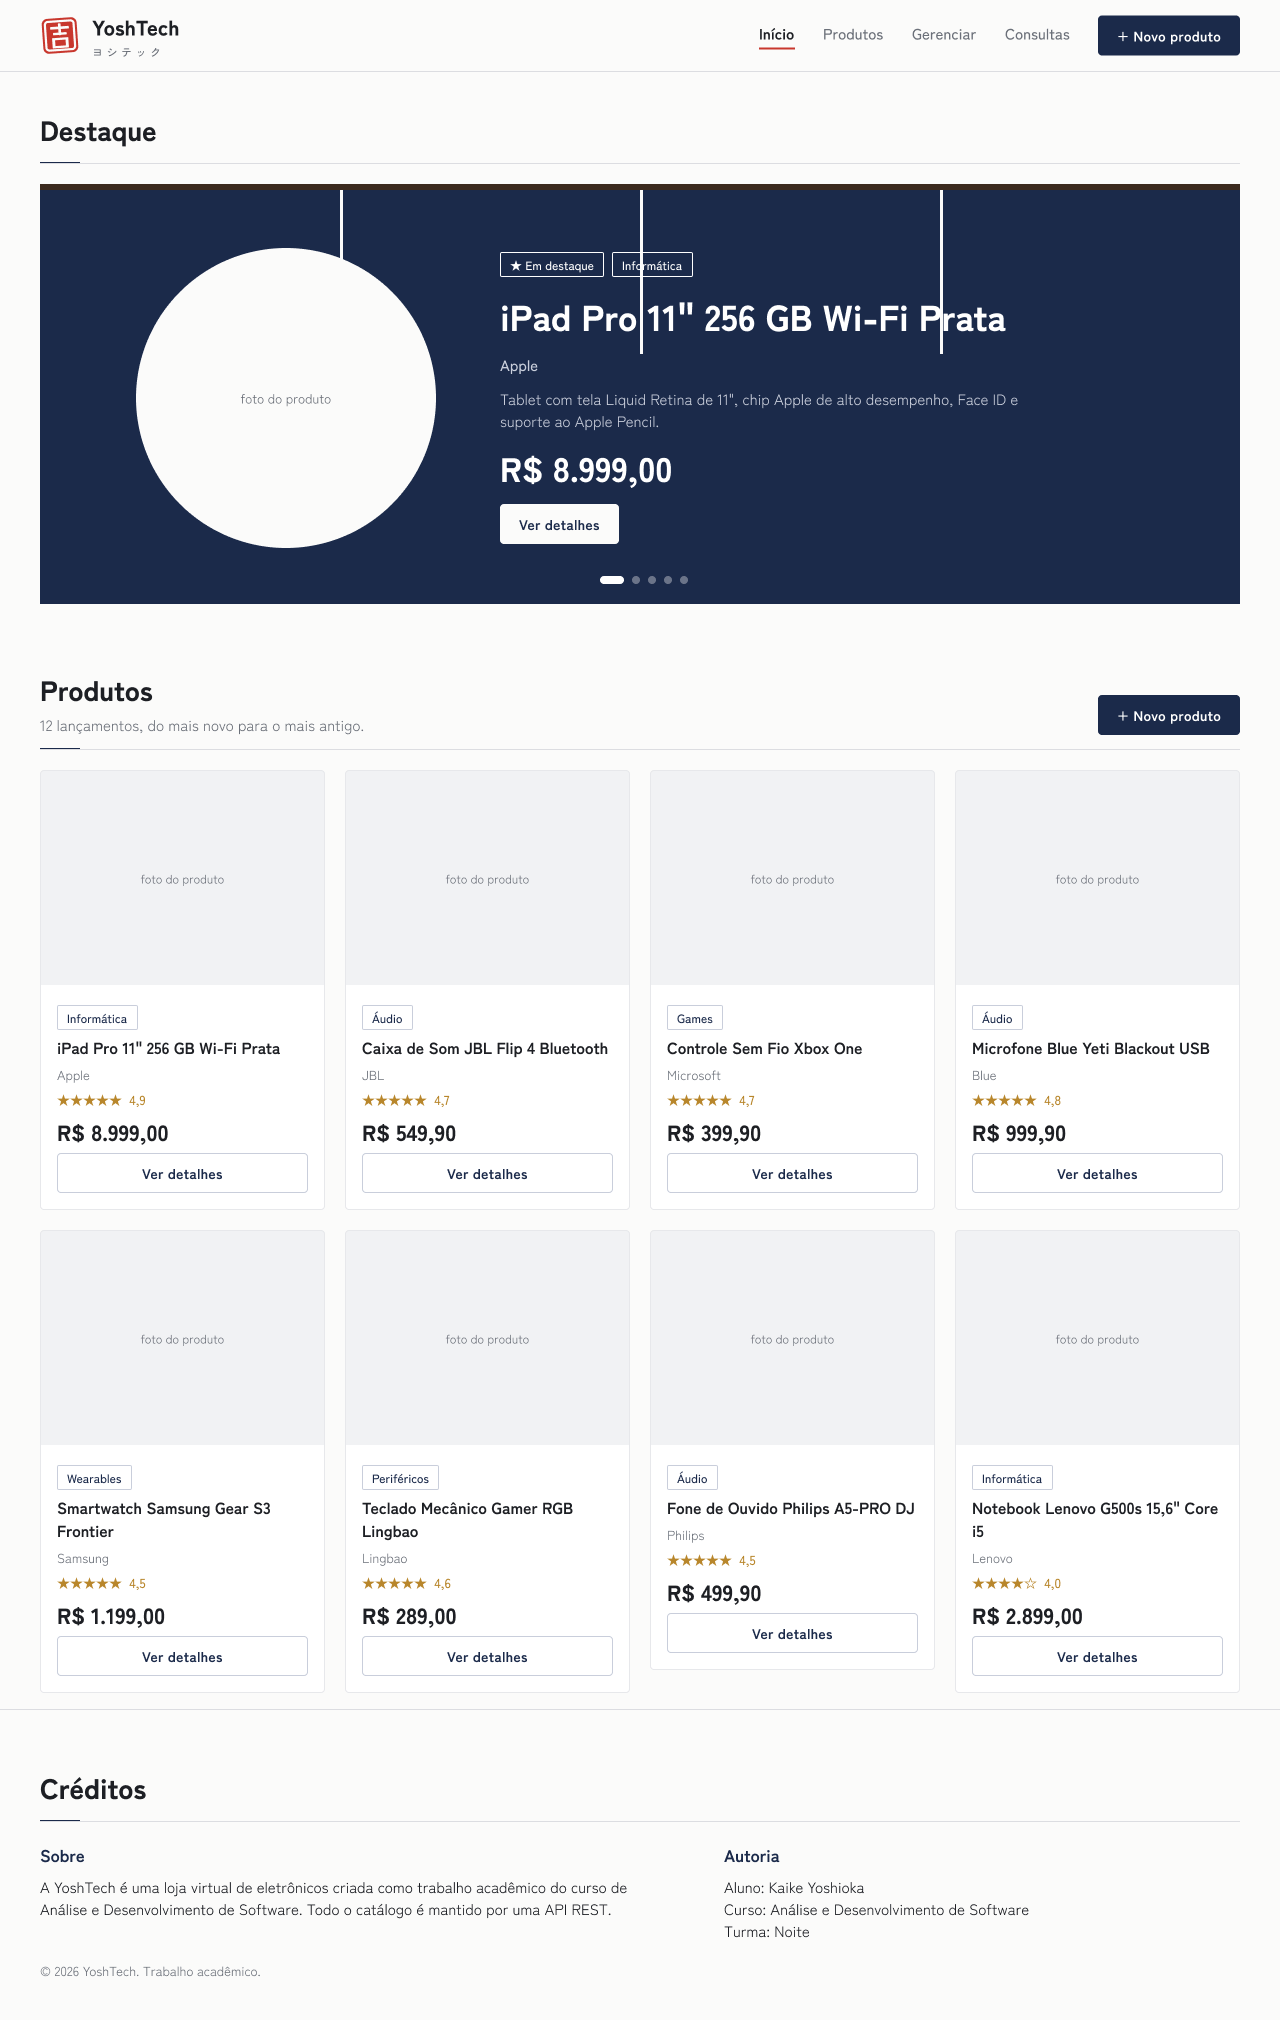 吉
YoshTech
ヨシテック
Início
Produtos
Gerenciar
Consultas
+ Novo produto
Destaque
foto do produto
★ Em destaque
Informática
iPad Pro 11" 256 GB Wi-Fi Prata
Apple
Tablet com tela Liquid Retina de 11", chip Apple de alto desempenho, Face ID e
suporte ao Apple Pencil.
R$ 8.999,00
Ver detalhes
Produtos
12 lançamentos, do mais novo para o mais antigo.
+ Novo produto
foto do produto
Informática
iPad Pro 11" 256 GB Wi-Fi Prata
Apple
★★★★★ 4,9
R$ 8.999,00
Ver detalhes
foto do produto
Áudio
Caixa de Som JBL Flip 4 Bluetooth
JBL
★★★★★ 4,7
R$ 549,90
Ver detalhes
foto do produto
Games
Controle Sem Fio Xbox One
Microsoft
★★★★★ 4,7
R$ 399,90
Ver detalhes
foto do produto
Áudio
Microfone Blue Yeti Blackout USB
Blue
★★★★★ 4,8
R$ 999,90
Ver detalhes
foto do produto
Wearables
Smartwatch Samsung Gear S3
Frontier
Samsung
★★★★★ 4,5
R$ 1.199,00
Ver detalhes
foto do produto
Periféricos
Teclado Mecânico Gamer RGB
Lingbao
Lingbao
★★★★★ 4,6
R$ 289,00
Ver detalhes
foto do produto
Áudio
Fone de Ouvido Philips A5-PRO DJ
Philips
★★★★★ 4,5
R$ 499,90
Ver detalhes
foto do produto
Informática
Notebook Lenovo G500s 15,6" Core
i5
Lenovo
★★★★☆ 4,0
R$ 2.899,00
Ver detalhes
Créditos
Sobre
A YoshTech é uma loja virtual de eletrônicos criada como trabalho acadêmico do curso de
Análise e Desenvolvimento de Software. Todo o catálogo é mantido por uma API REST.
Autoria
Aluno: Kaike Yoshioka
Curso: Análise e Desenvolvimento de Software
Turma: Noite
© 2026 YoshTech. Trabalho acadêmico.